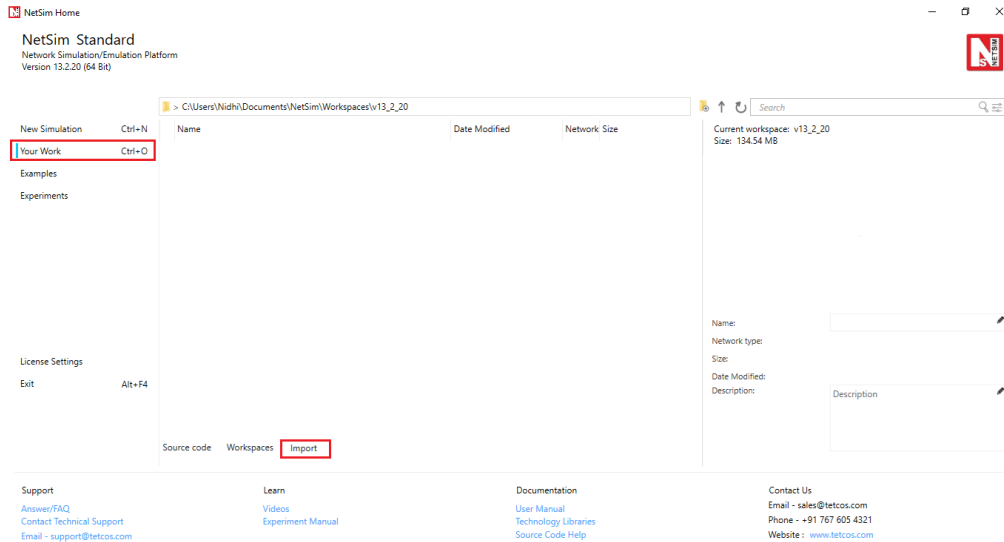 NetSim Home
NetSim Standard
Network Simulation/Emulation Platform
Version 13.2.20 (64 Bit)
NETSIM
> C:\Users\Nidhi\Documents\NetSim\Workspaces\v13_2_20
Search
New Simulation Ctrl+N
Your Work Ctrl+O
Examples
Experiments
License Settings
Exit Alt+F4
Name Date Modified Network Size
Source code Workspaces Import
Current workspace: v13_2_20
Size: 134.54 MB
Name:
Network type:
Size:
Date Modified:
Description: Description
Support
Answer/FAQ
Contact Technical Support
Email - support@tetcos.com
Learn
Videos
Experiment Manual
Documentation
User Manual
Technology Libraries
Source Code Help
Contact Us
Email - sales@tetcos.com
Phone - +91 767 605 4321
Website : www.tetcos.com